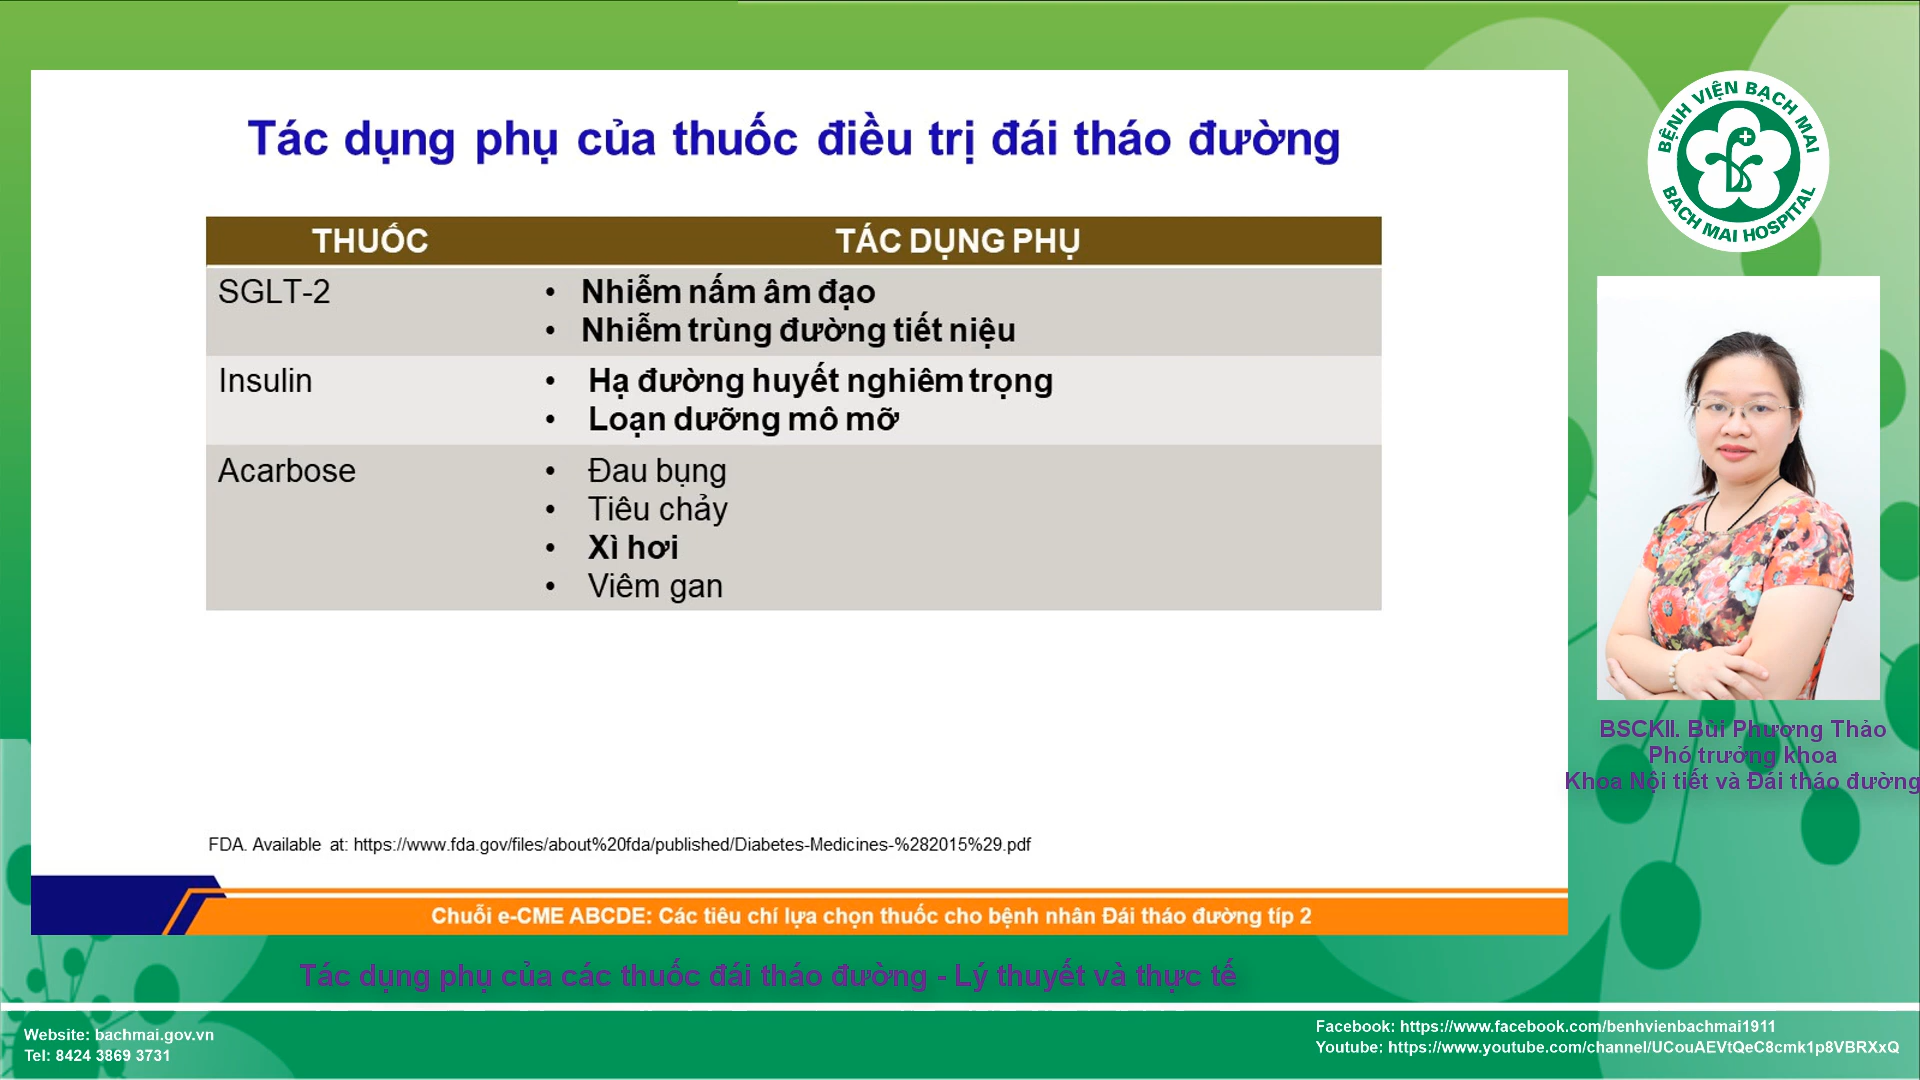 Tác dụng phụ của thuốc điều trị đái tháo đường
THUỐC
TÁC DỤNG PHỤ
SGLT-2
• Nhiễm nấm âm đạo
• Nhiễm trùng đường tiết niệu
Insulin
• Hạ đường huyết nghiêm trọng
• Loạn dưỡng mô mỡ
Acarbose
• Đau bụng
• Tiêu chảy
• Xì hơi
• Viêm gan
FDA. Available at: https://www.fda.gov/files/about%20fda/published/Diabetes-Medicines-%282015%29.pdf
Chuỗi e-CME ABCDE: Các tiêu chí lựa chọn thuốc cho bệnh nhân Đái tháo đường típ 2
BỆNH VIỆN BẠCH MAI
BACH MAI HOSPITAL
BSCKII. Bùi Phương Thảo
Phó trưởng khoa
Khoa Nội tiết và Đái tháo đường
Tác dụng phụ của các thuốc đái tháo đường - Lý thuyết và thực tế
Website: bachmai.gov.vn
Tel: 8424 3869 3731
Facebook: https://www.facebook.com/benhvienbachmai1911
Youtube: https://www.youtube.com/channel/UCouAEVtQeC8cmk1p8VBRXxQ